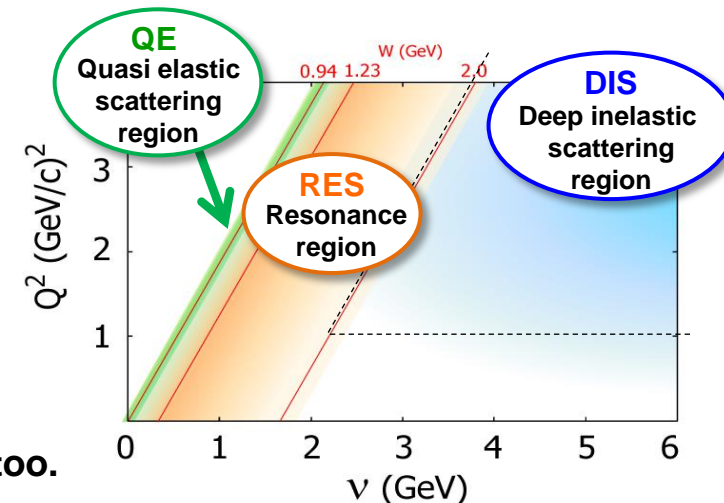 W (GeV)
0.94 1.23 2.0
QE
Quasi elastic
scattering
region
DIS
Deep inelastic
scattering
region
RES
Resonance
region
Q² (GeV/c)²
3
2
1
0 1 2 3 4 5 6
ν (GeV)
too.